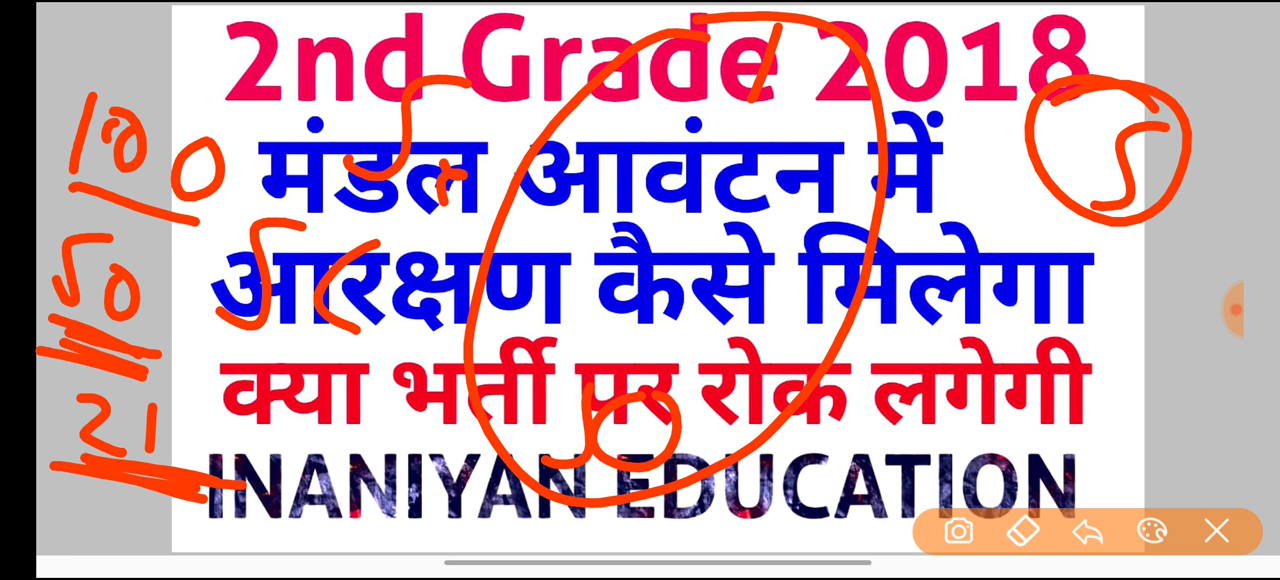 2nd Grade 2018
मंडल आवंटन में
आरक्षण कैसे मिलेगा
क्या भर्ती पर रोक लगेगी
INANIYAN EDUCATION